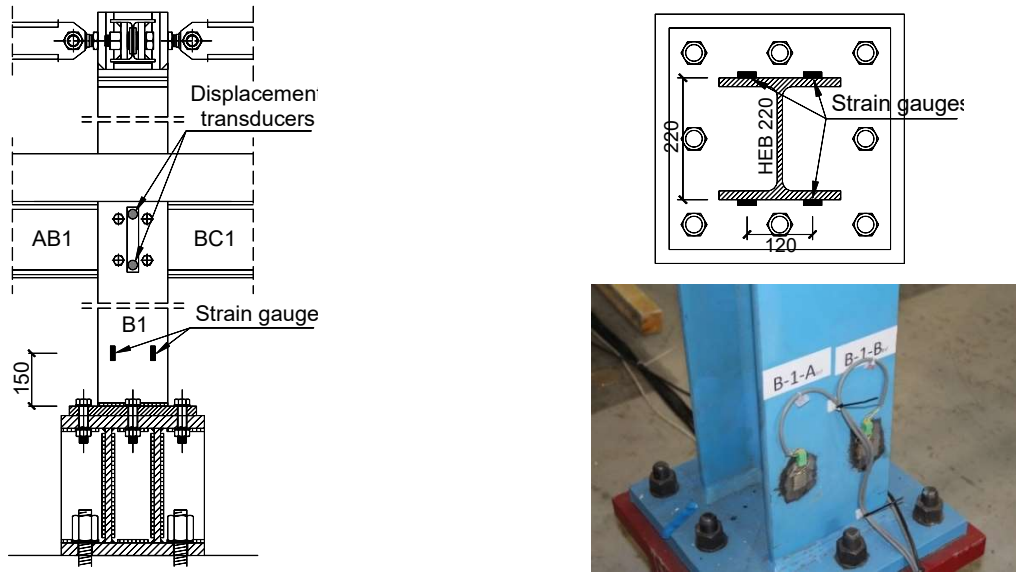 Displacement
transducers
AB1
BC1
B1
Strain gauge
150
Strain gauges
220
HEB 220
120
B-1-A
B-1-B